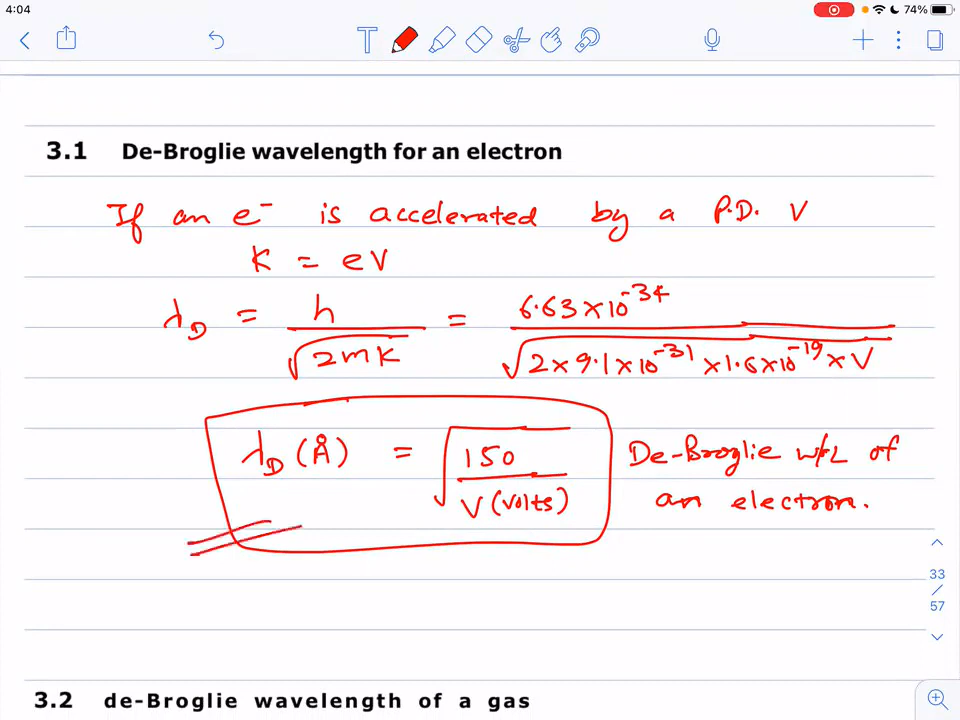 4:04
74%
T
3.1 De-Broglie wavelength for an electron
If an e⁻ is accelerated by a P.D. V
K = eV
λ_D = h / √(2mK) = 6.63×10⁻³⁴ / √(2×9.1×10⁻³¹×1.6×10⁻¹⁹×V)
λ_D (Å) = √(150 / V(volts)) De-Broglie w/L of
an electron.
33
/
57
3.2 de-Broglie wavelength of a gas